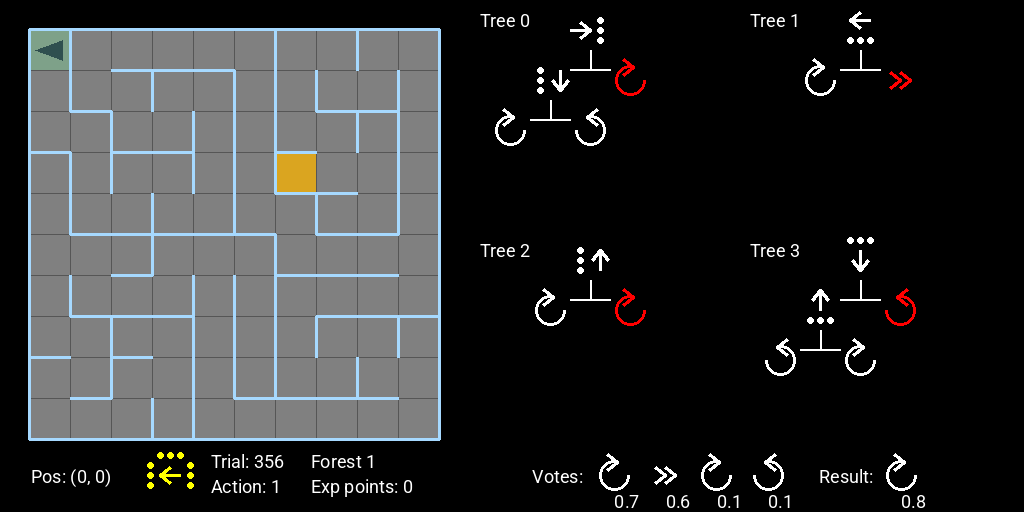 Tree 0
Tree 1
Tree 2
Tree 3
Pos: (0, 0)
Trial: 356
Forest 1
Action: 1
Exp points: 0
Votes:
0.7
0.6
0.1
0.1
Result:
0.8